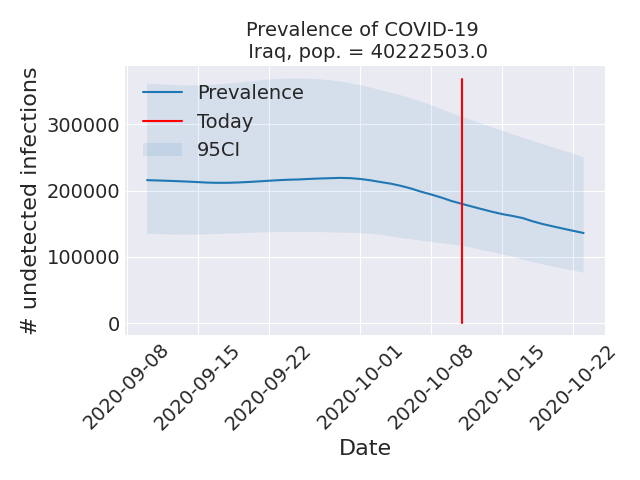 Prevalence of COVID-19
Iraq, pop. = 40222503.0
# undetected infections
300000
200000
100000
0
Prevalence
Today
95CI
2020-09-08
2020-09-15
2020-09-22
2020-10-01
2020-10-08
2020-10-15
2020-10-22
Date